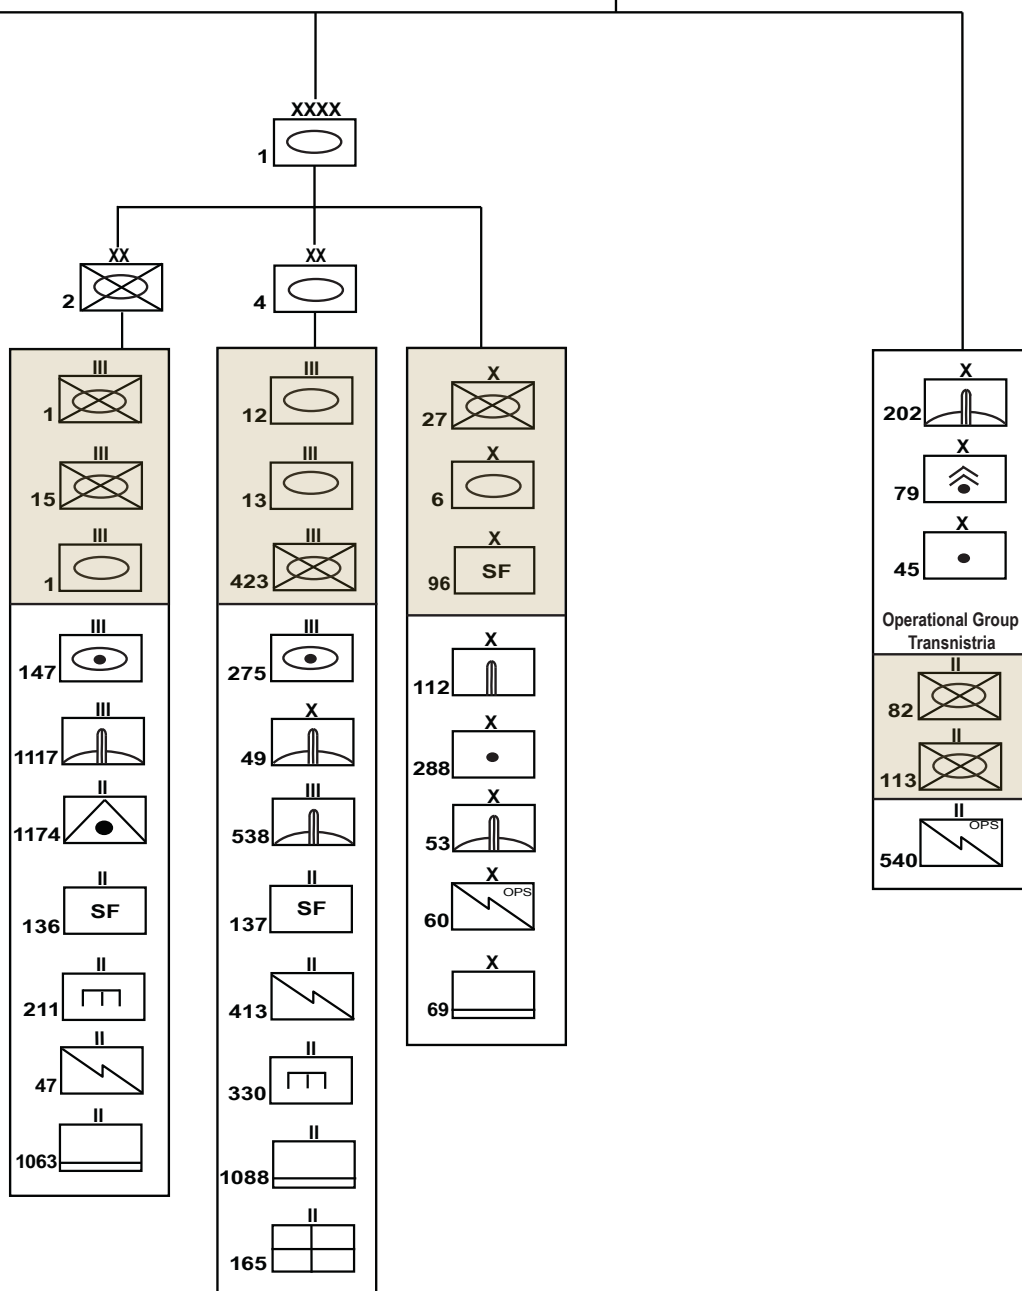 XXXX
1
XX
2
XX
4
III
1
III
15
III
1
III
147
III
1117
II
1174
II
SF
136
II
211
II
47
II
1063
III
12
III
13
III
423
III
275
X
49
III
538
II
SF
137
II
413
II
330
II
1088
II
165
X
27
X
6
X
SF
96
X
112
X
288
X
53
X
OPS
60
X
69
X
202
X
79
X
45
Operational Group
Transnistria
II
82
II
113
II
OPS
540